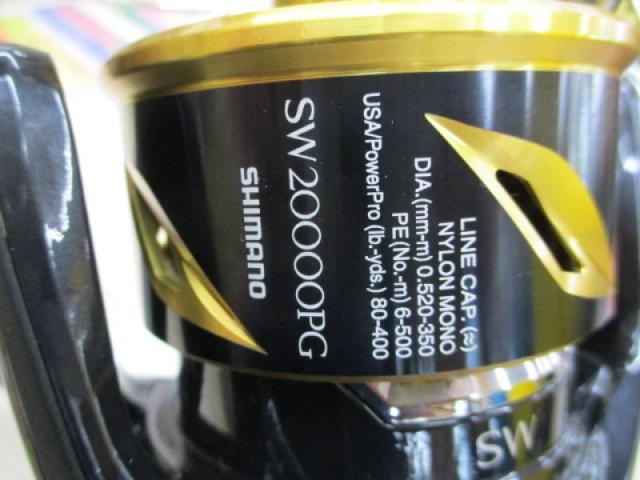 LINE CAP.(≈)
NYLON MONO
DIA.(mm-m) 0.520-350
PE(No.-m) 6-500
USA/PowerPro (lb.-yds.) 80-400
SW20000PG
SHIMANO
SW